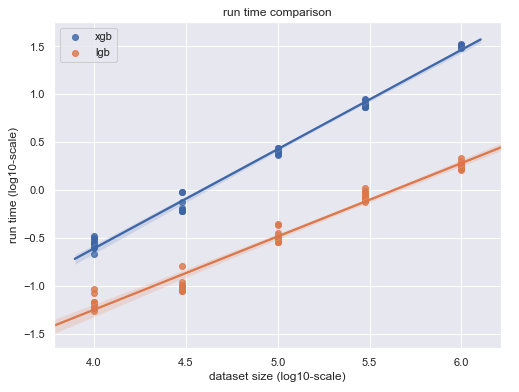 run time comparison
xgb
lgb
1.5
1.0
0.5
0.0
−0.5
−1.0
−1.5
run time (log10-scale)
4.0 4.5 5.0 5.5 6.0
dataset size (log10-scale)